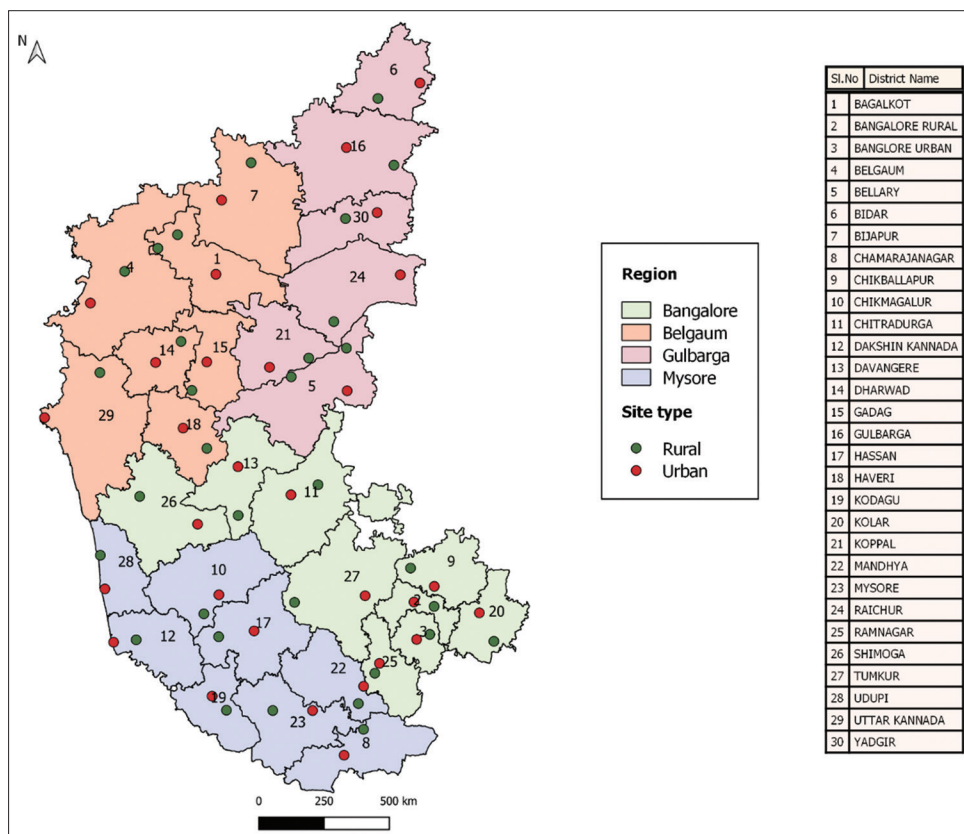 N
6
16
7
30
4
1
24
21
14
15
5
29
18
13
11
26
28
10
27
9
2
20
3
12
17
25
22
19
23
8
0 250 500 km
Region
Bangalore
Belgaum
Gulbarga
Mysore
Site type
Rural
Urban
Sl.No District Name
1 BAGALKOT
2 BANGALORE RURAL
3 BANGLORE URBAN
4 BELGAUM
5 BELLARY
6 BIDAR
7 BIJAPUR
8 CHAMARAJANAGAR
9 CHIKBALLAPUR
10 CHIKMAGALUR
11 CHITRADURGA
12 DAKSHIN KANNADA
13 DAVANGERE
14 DHARWAD
15 GADAG
16 GULBARGA
17 HASSAN
18 HAVERI
19 KODAGU
20 KOLAR
21 KOPPAL
22 MANDHYA
23 MYSORE
24 RAICHUR
25 RAMNAGAR
26 SHIMOGA
27 TUMKUR
28 UDUPI
29 UTTAR KANNADA
30 YADGIR